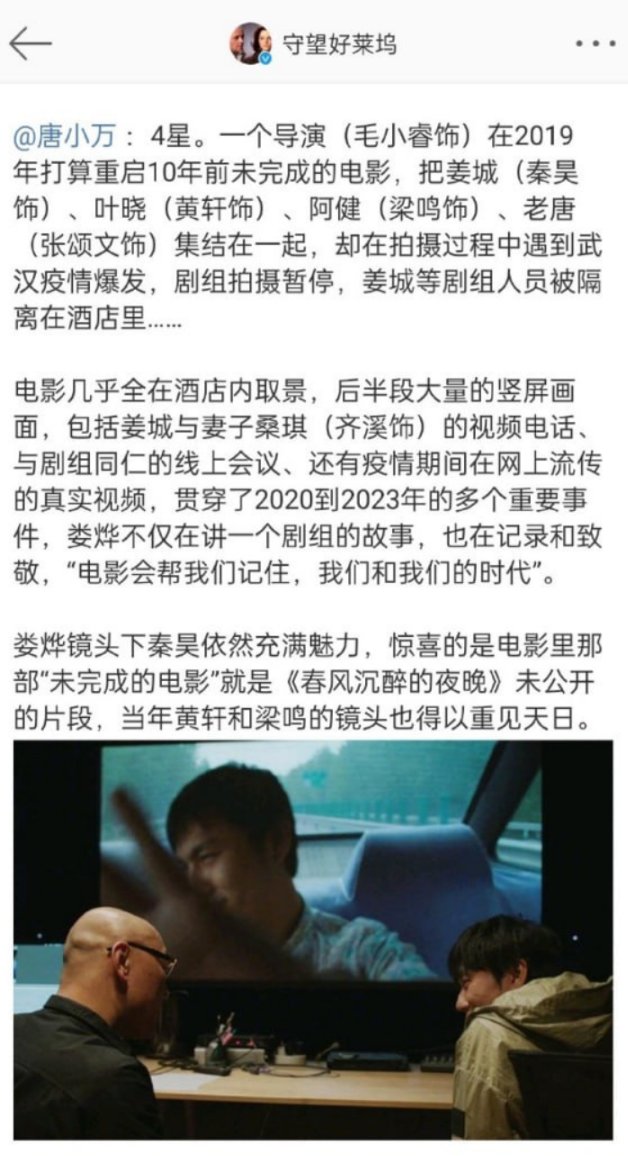 守望好莱坞
@唐小万：4星。一个导演（毛小睿饰）在2019
年打算重启10年前未完成的电影，把姜城（秦昊
饰）、叶晓（黄轩饰）、阿健（梁鸣饰）、老唐
（张颂文饰）集结在一起，却在拍摄过程中遇到武
汉疫情爆发，剧组拍摄暂停，姜城等剧组人员被隔
离在酒店里……
电影几乎全在酒店内取景，后半段大量的竖屏画
面，包括姜城与妻子桑琪（齐溪饰）的视频电话、
与剧组同仁的线上会议、还有疫情期间在网上流传
的真实视频，贯穿了2020到2023年的多个重要事
件，娄烨不仅在讲一个剧组的故事，也在记录和致
敬，“电影会帮我们记住，我们和我们的时代”。
娄烨镜头下秦昊依然充满魅力，惊喜的是电影里那
部“未完成的电影”就是《春风沉醉的夜晚》未公开
的片段，当年黄轩和梁鸣的镜头也得以重见天日。